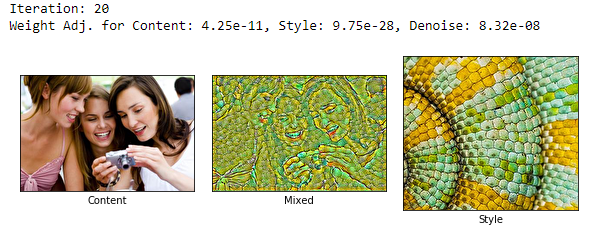 Iteration: 20
Weight Adj. for Content: 4.25e-11, Style: 9.75e-28, Denoise: 8.32e-08
Content
Mixed
Style